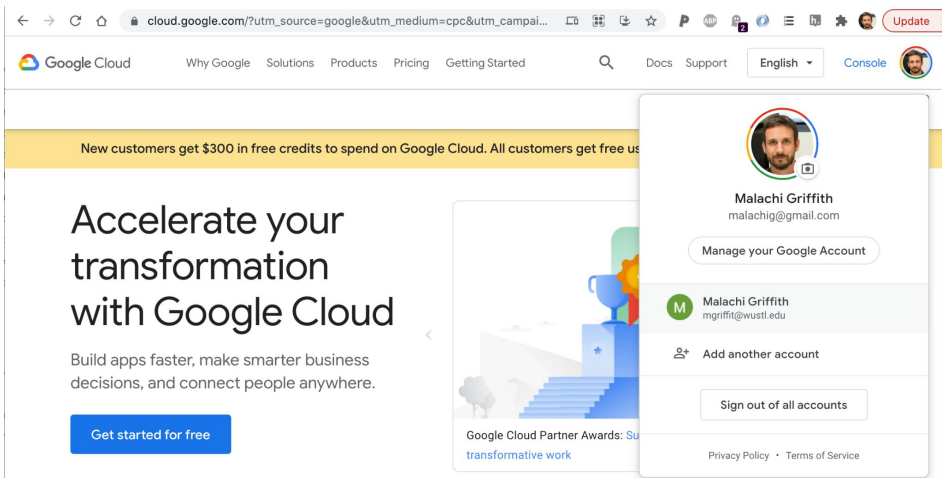 cloud.google.com/?utm_source=google&utm_medium=cpc&utm_campai...
ABP
2
h.
Update
Google Cloud
Why Google Solutions Products Pricing Getting Started
Docs Support English Console
New customers get $300 in free credits to spend on Google Cloud. All customers get free us
Accelerate your
transformation
with Google Cloud
Build apps faster, make smarter business
decisions, and connect people anywhere.
Get started for free
Google Cloud Partner Awards: Su
transformative work
Malachi Griffith
malachig@gmail.com
Manage your Google Account
M
Malachi Griffith
mgriffit@wustl.edu
Add another account
Sign out of all accounts
Privacy Policy • Terms of Service